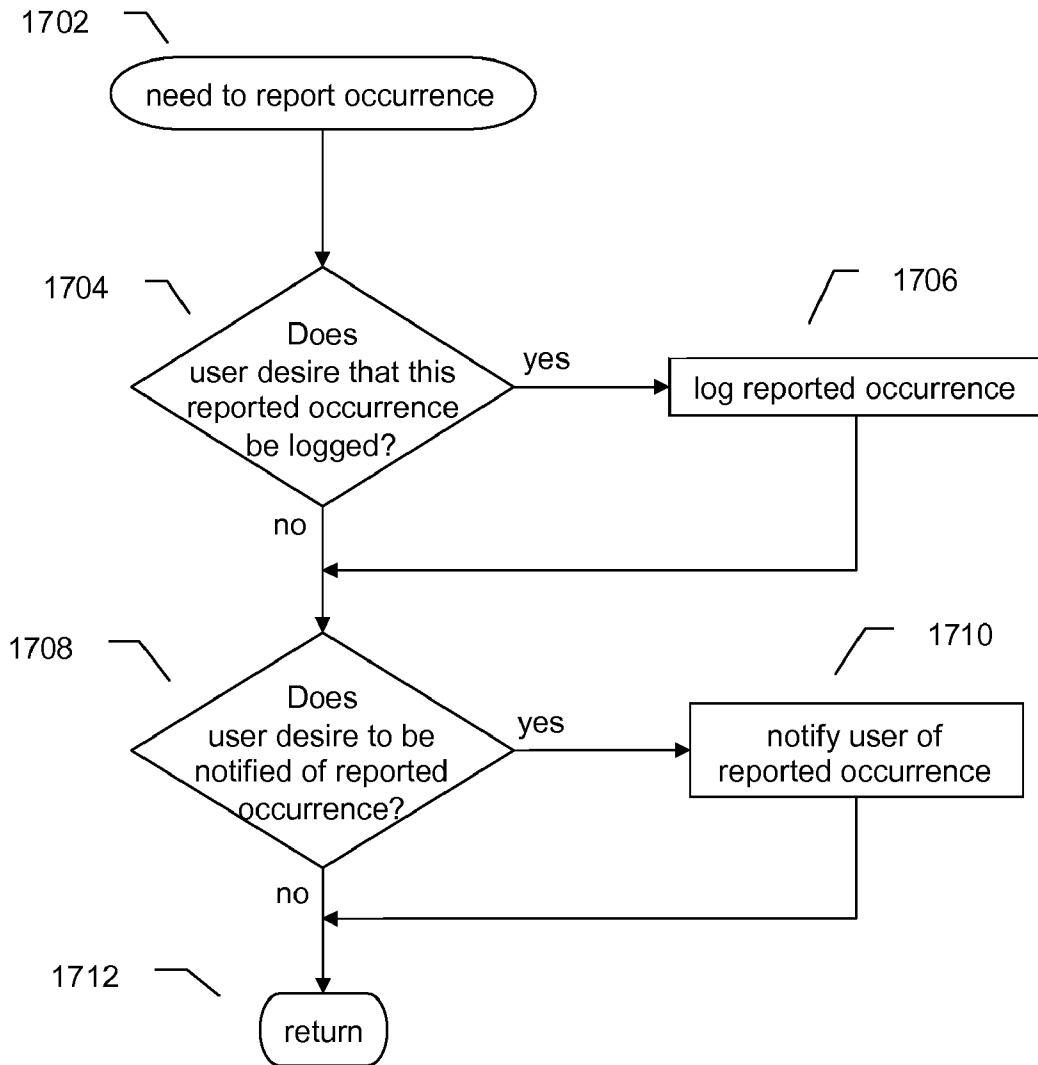 1702
need to report occurrence
1704
Does
user desire that this
reported occurrence
be logged?
yes
1706
log reported occurrence
no
1708
Does
user desire to be
notified of reported
occurrence?
yes
1710
notify user of
reported occurrence
no
1712
return